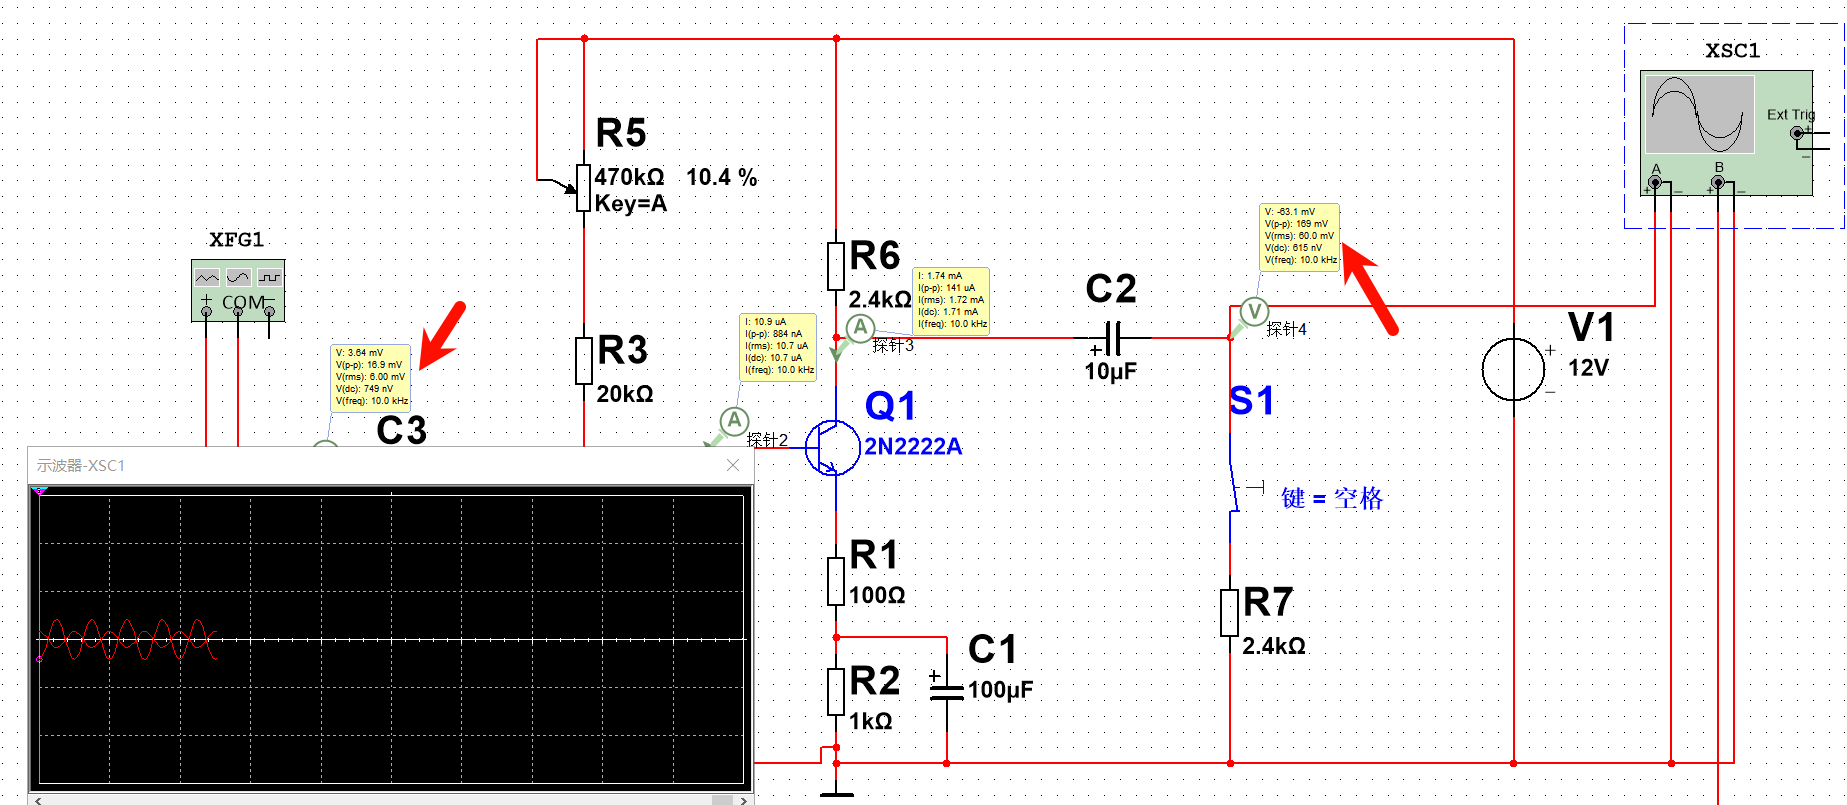 XSC1
Ext Trig
A
B
R5
470kΩ 10.4 %
Key=A
XFG1
COM
R6
2.4kΩ
I: 1.74 mA
I(p-p): 141 uA
I(rms): 1.72 mA
I(dc): 1.71 mA
I(freq): 10.0 kHz
A
探针3
V: -63.1 mV
V(p-p): 169 mV
V(rms): 60.0 mV
V(dc): 615 nV
V(freq): 10.0 kHz
V
探针4
C2
10µF
V1
12V
R3
20kΩ
V: 3.64 mV
V(p-p): 16.9 mV
V(rms): 6.00 mV
V(dc): 749 nV
V(freq): 10.0 kHz
C3
I: 10.9 uA
I(p-p): 884 nA
I(rms): 10.7 uA
I(dc): 10.7 uA
I(freq): 10.0 kHz
A
探针2
Q1
2N2222A
S1
键 = 空格
示波器-XSC1
R1
100Ω
R7
2.4kΩ
C1
100µF
R2
1kΩ